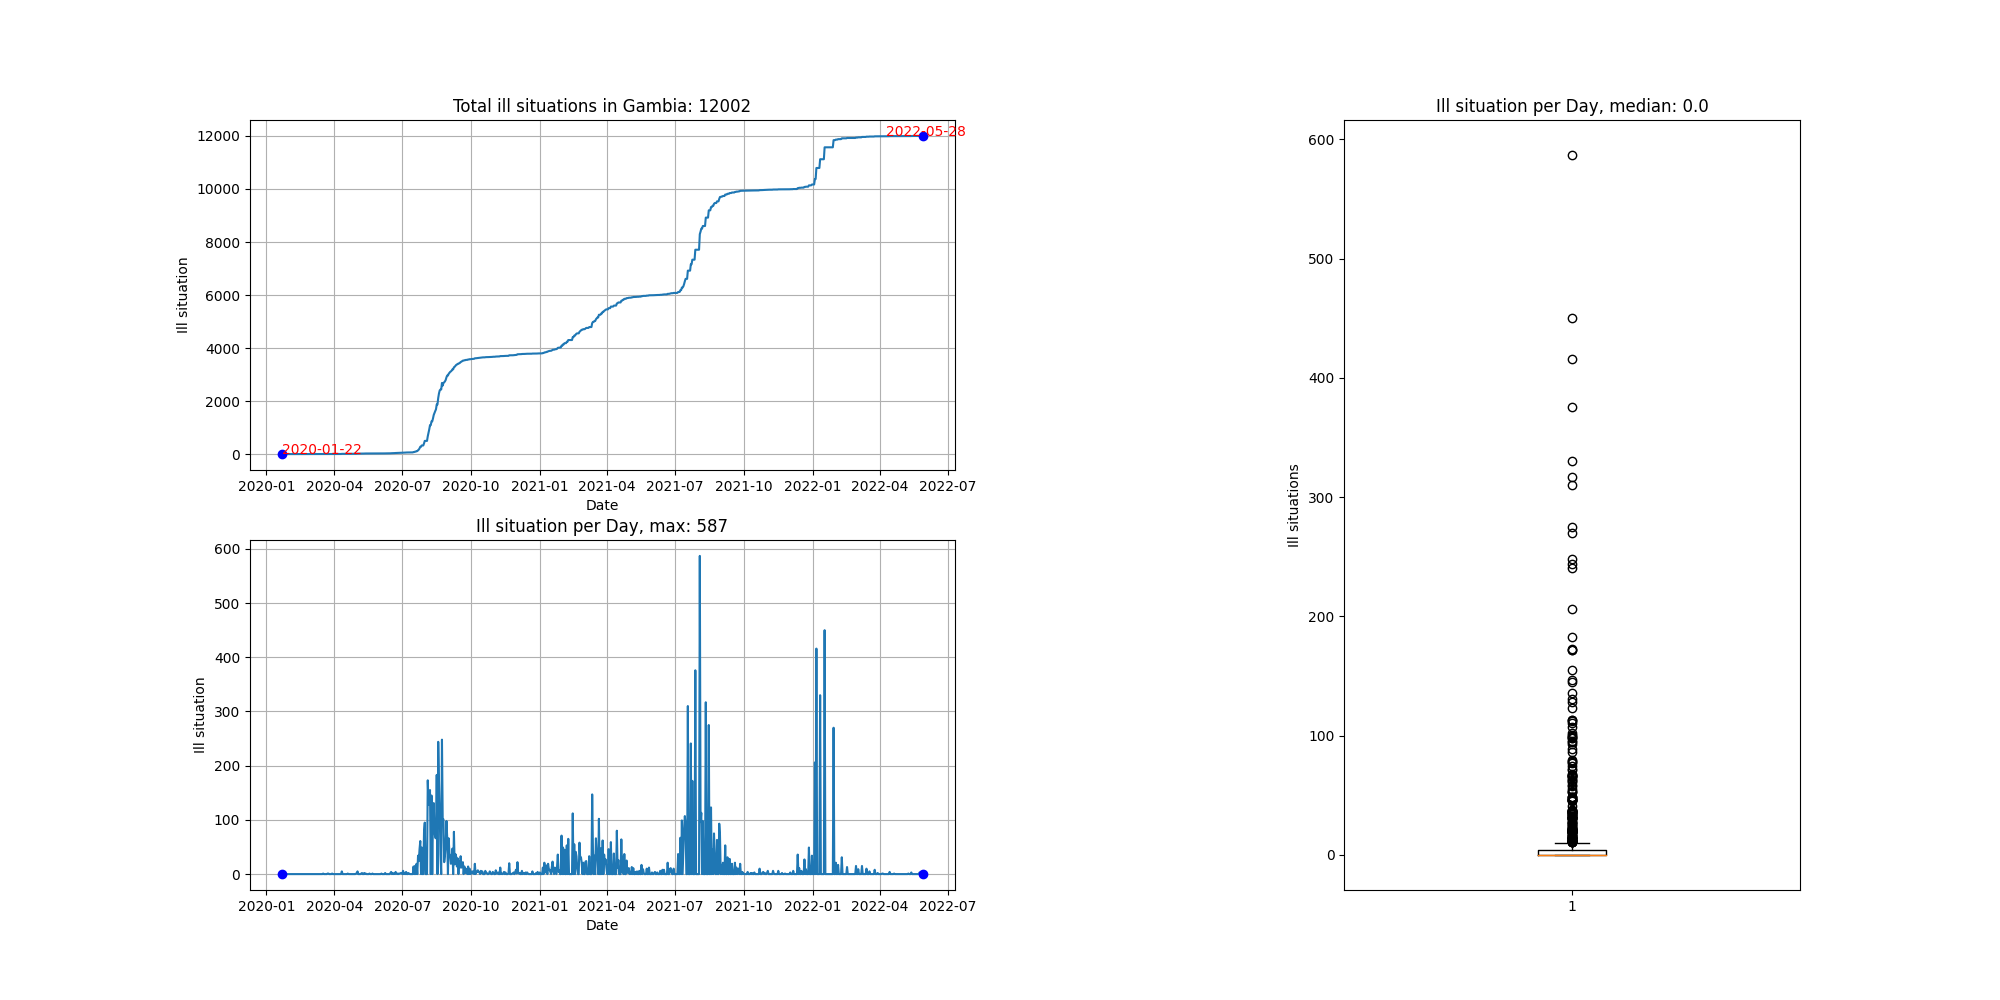 Total ill situations in Gambia: 12002
Ill situation
12000
10000
8000
6000
4000
2000
0
2020-01-22
2022-05-28
2020-01 2020-04 2020-07 2020-10 2021-01 2021-04 2021-07 2021-10 2022-01 2022-04 2022-07
Date
Ill situation per Day, max: 587
Ill situation
600
500
400
300
200
100
0
2020-01 2020-04 2020-07 2020-10 2021-01 2021-04 2021-07 2021-10 2022-01 2022-04 2022-07
Date
Ill situation per Day, median: 0.0
Ill situations
600
500
400
300
200
100
0
1